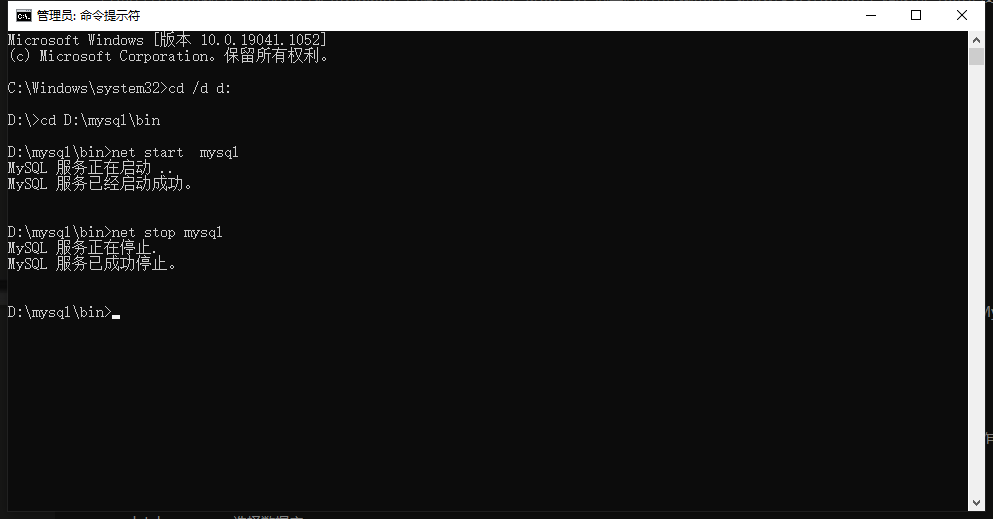 管理员: 命令提示符
Microsoft Windows [版本 10.0.19041.1052]
(c) Microsoft Corporation。保留所有权利。
C:\Windows\system32>cd /d d:
D:\>cd D:\mysql\bin
D:\mysql\bin>net start  mysql
MySQL 服务正在启动 ..
MySQL 服务已经启动成功。
D:\mysql\bin>net stop mysql
MySQL 服务正在停止.
MySQL 服务已成功停止。
D:\mysql\bin>